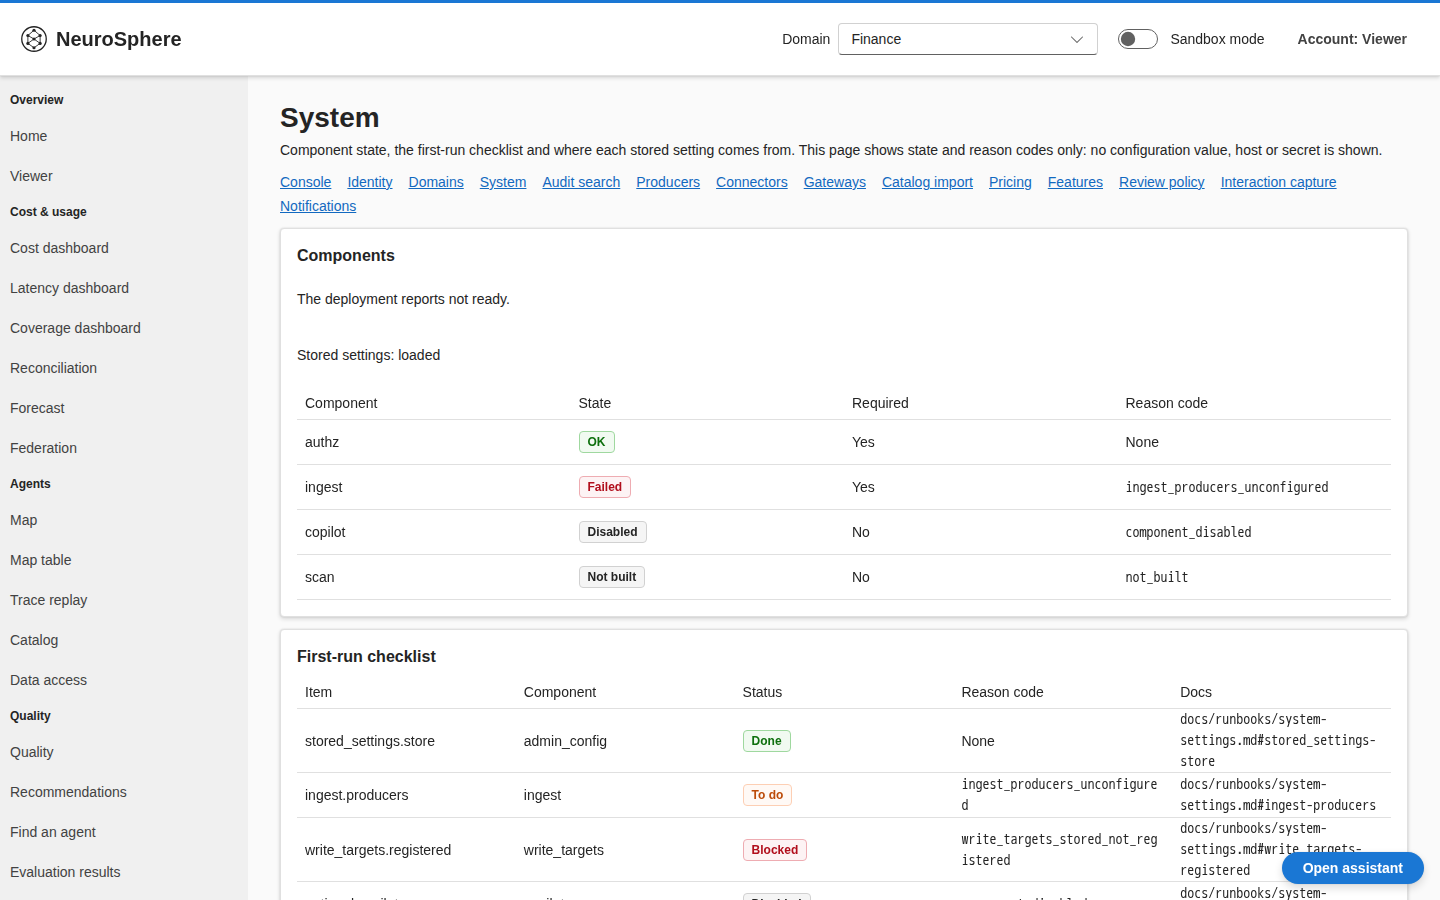 NeuroSphere
Domain
Finance
Sandbox mode
Account: Viewer
Overview
Home
Viewer
Cost & usage
Cost dashboard
Latency dashboard
Coverage dashboard
Reconciliation
Forecast
Federation
Agents
Map
Map table
Trace replay
Catalog
Data access
Quality
Quality
Recommendations
Find an agent
Evaluation results
System
Component state, the first-run checklist and where each stored setting comes from. This page shows state and reason codes only: no configuration value, host or secret is shown.
Console Identity Domains System Audit search Producers Connectors Gateways Catalog import Pricing Features Review policy Interaction capture
Notifications
Components
The deployment reports not ready.
Stored settings: loaded
Component State Required Reason code
authz OK Yes None
ingest Failed Yes ingest_producers_unconfigured
copilot Disabled No component_disabled
scan Not built No not_built
First-run checklist
Item Component Status Reason code Docs
stored_settings.store admin_config Done None
docs/runbooks/system-
settings.md#stored_settings-
store
ingest.producers ingest To do
ingest_producers_unconfigure
d
docs/runbooks/system-
settings.md#ingest-producers
write_targets.registered write_targets Blocked
write_targets_stored_not_reg
istered
docs/runbooks/system-
settings.md#write_targets-
registered
docs/runbooks/system-
Open assistant